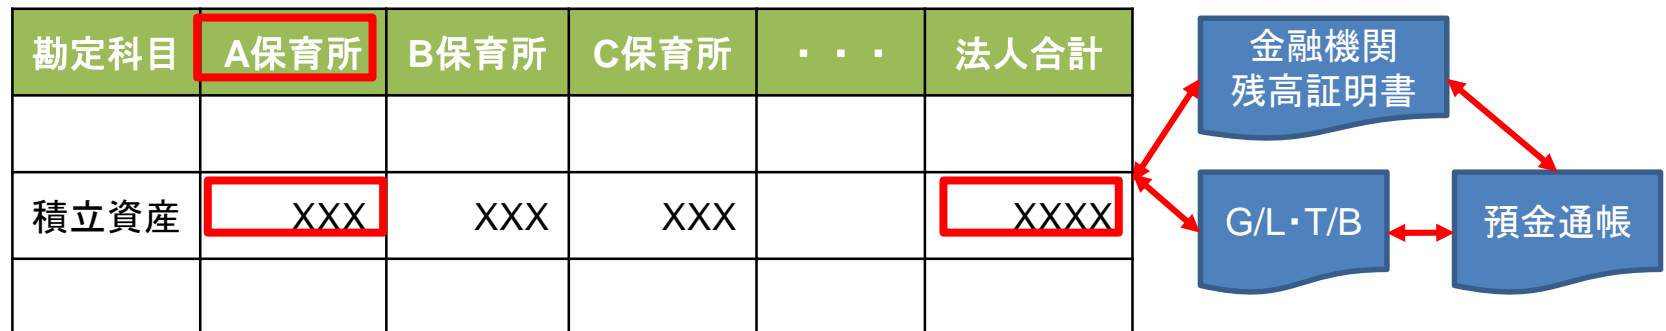 勘定科目 A保育所 B保育所 C保育所 ・・・ 法人合計
積立資産 XXX XXX XXX XXXX
金融機関
残高証明書
G/L・T/B
預金通帳